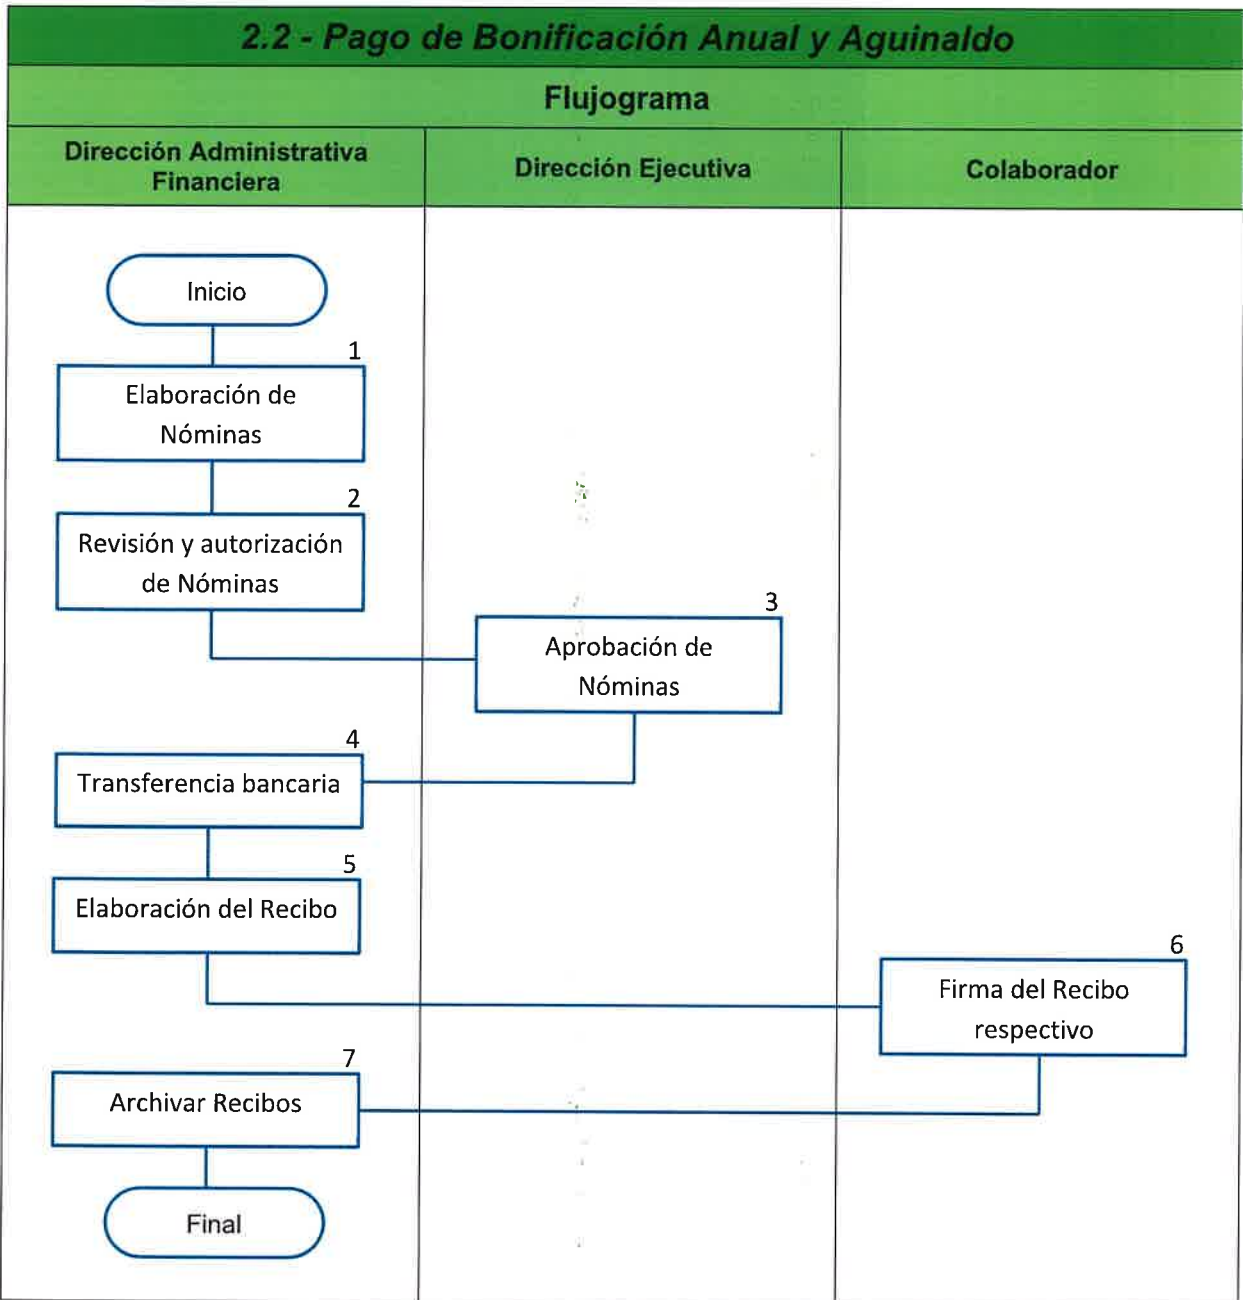 2.2 - Pago de Bonificación Anual y Aguinaldo
Flujograma
Dirección Administrativa
Financiera
Dirección Ejecutiva
Colaborador
Inicio
1
Elaboración de
Nóminas
2
Revisión y autorización
de Nóminas
3
Aprobación de
Nóminas
4
Transferencia bancaria
5
Elaboración del Recibo
6
Firma del Recibo
respectivo
7
Archivar Recibos
Final